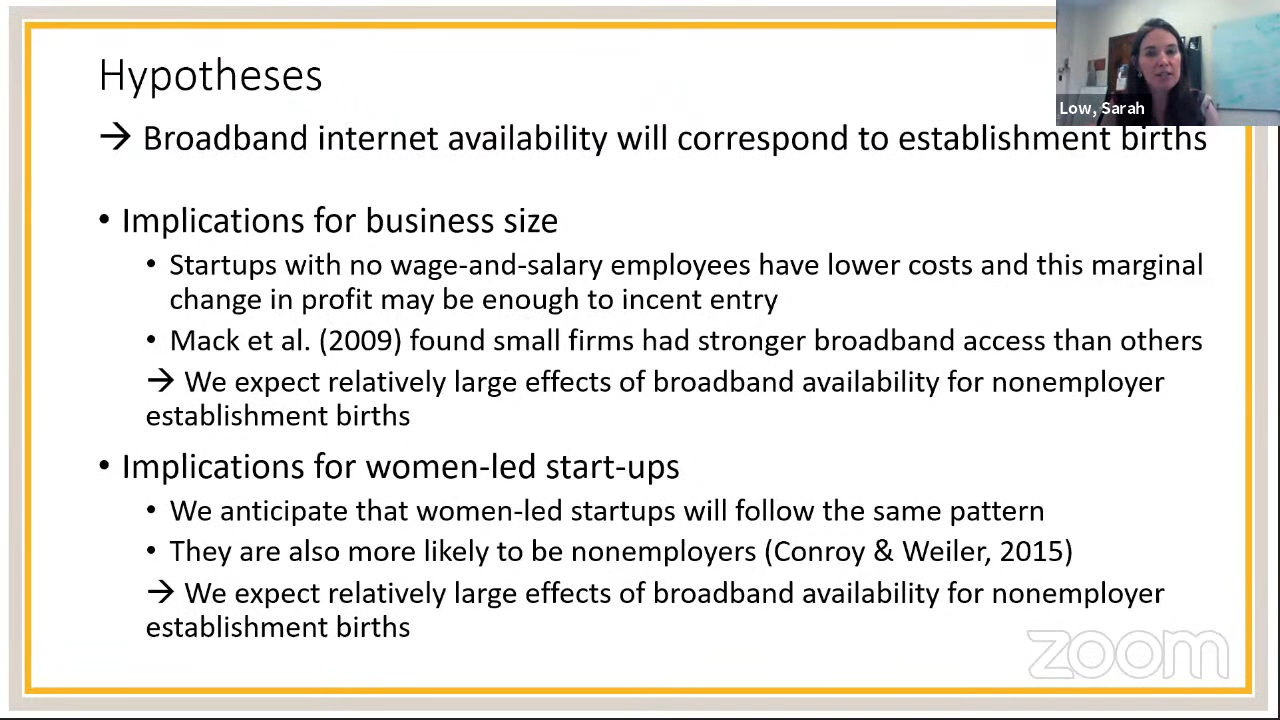 Hypotheses
→ Broadband internet availability will correspond to establishment births
• Implications for business size
• Startups with no wage-and-salary employees have lower costs and this marginal
change in profit may be enough to incent entry
• Mack et al. (2009) found small firms had stronger broadband access than others
→ We expect relatively large effects of broadband availability for nonemployer
establishment births
• Implications for women-led start-ups
• We anticipate that women-led startups will follow the same pattern
• They are also more likely to be nonemployers (Conroy & Weiler, 2015)
→ We expect relatively large effects of broadband availability for nonemployer
establishment births
Low, Sarah
zoom